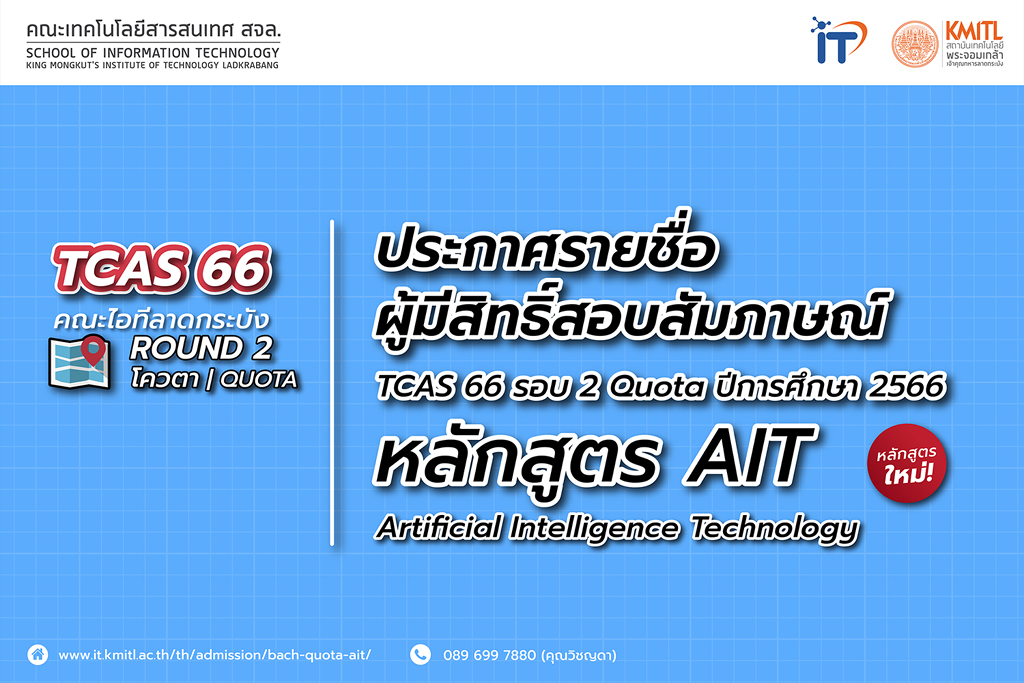 คณะเทคโนโลยีสารสนเทศ สจล.
SCHOOL OF INFORMATION TECHNOLOGY
KING MONGKUT'S INSTITUTE OF TECHNOLOGY LADKRABANG
iT
KMITL
สถาบันเทคโนโลยี
พระจอมเกล้า
เจ้าคุณทหารลาดกระบัง
TCAS 66
คณะไอทีลาดกระบัง
ROUND 2
โควตา | QUOTA
ประกาศรายชื่อ
ผู้มีสิทธิ์สอบสัมภาษณ์
TCAS 66 รอบ 2 Quota ปีการศึกษา 2566
หลักสูตร AIT
หลักสูตร
ใหม่!
Artificial Intelligence Technology
www.it.kmitl.ac.th/th/admission/bach-quota-ait/
089 699 7880 (คุณวิชญดา)